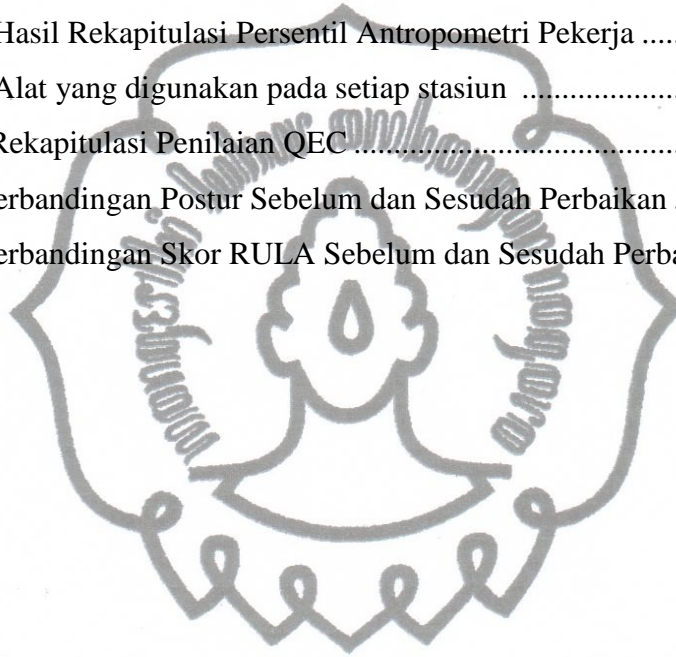 Hasil Rekapitulasi Persentil Antropometri Pekerja .....
Alat yang digunakan pada setiap stasiun ....................
Rekapitulasi Penilaian QEC ........................................
erbandingan Postur Sebelum dan Sesudah Perbaikan .
erbandingan Skor RULA Sebelum dan Sesudah Perba